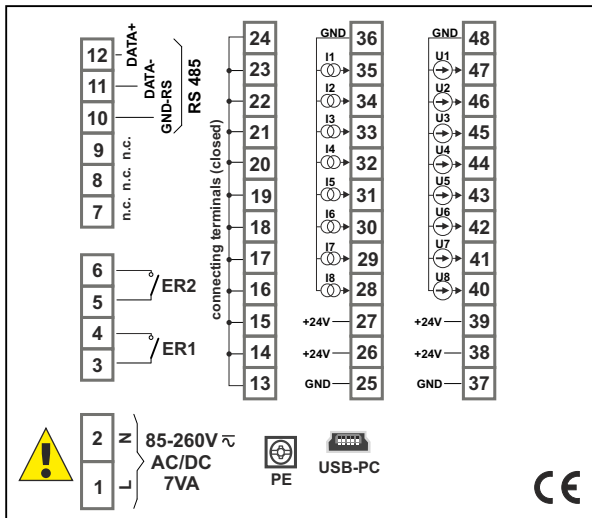 12 DATA+
11 DATA-
10 GND-RS
RS 485
9 n.c.
8 n.c.
7 n.c.
6
5
ER2
4
3
ER1
2 N
1 L
85-260V
AC/DC
7VA
PE
USB-PC
connecting terminals (closed)
24
23
22
21
20
19
18
17
16
15
14
13
GND 36
I1 35
I2 34
I3 33
I4 32
I5 31
I6 30
I7 29
I8 28
+24V 27
+24V 26
GND 25
GND 48
U1 47
U2 46
U3 45
U4 44
U5 43
U6 42
U7 41
U8 40
+24V 39
+24V 38
GND 37
CE